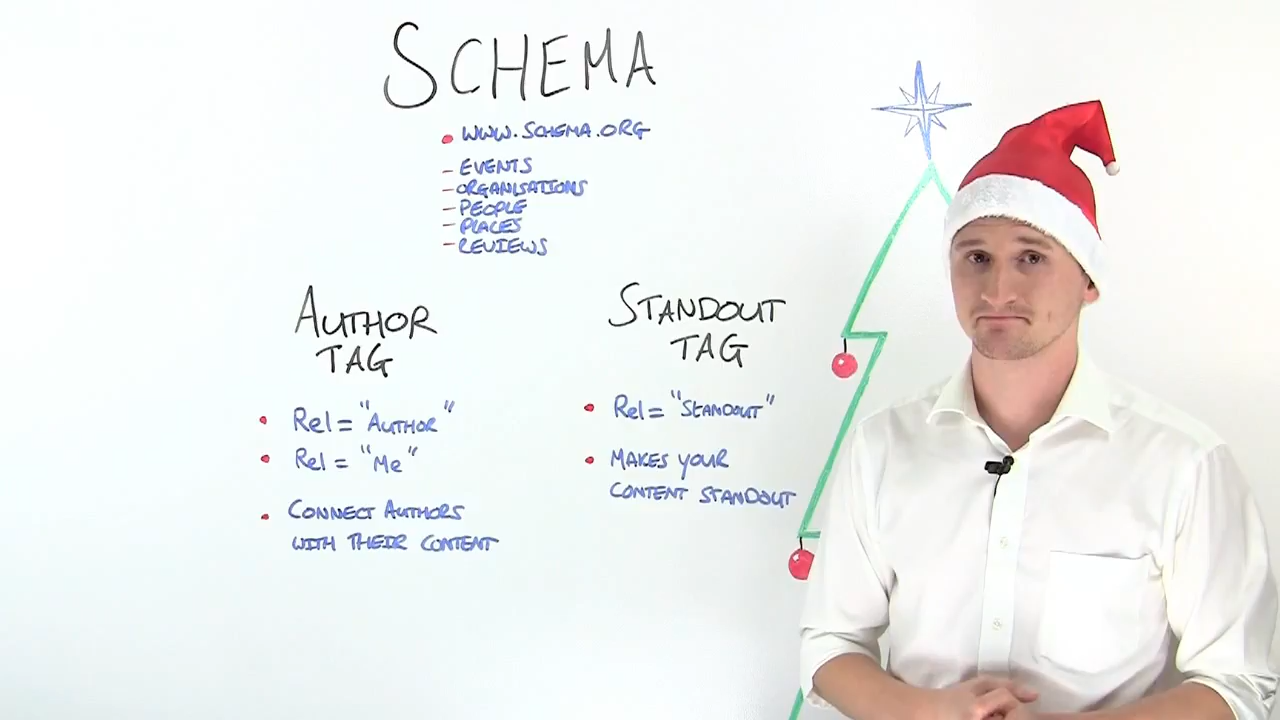 SCHEMA
WWW.SCHEMA.ORG
- EVENTS
- ORGANISATIONS
- PEOPLE
- PLACES
- REVIEWS
AUTHOR
TAG
Rel = "AUTHOR"
Rel = "Me"
CONNECT AUTHORS
WITH THEIR CONTENT
STANDOUT
TAG
Rel = "STANDOUT"
MAKES YOUR
CONTENT STANDOUT